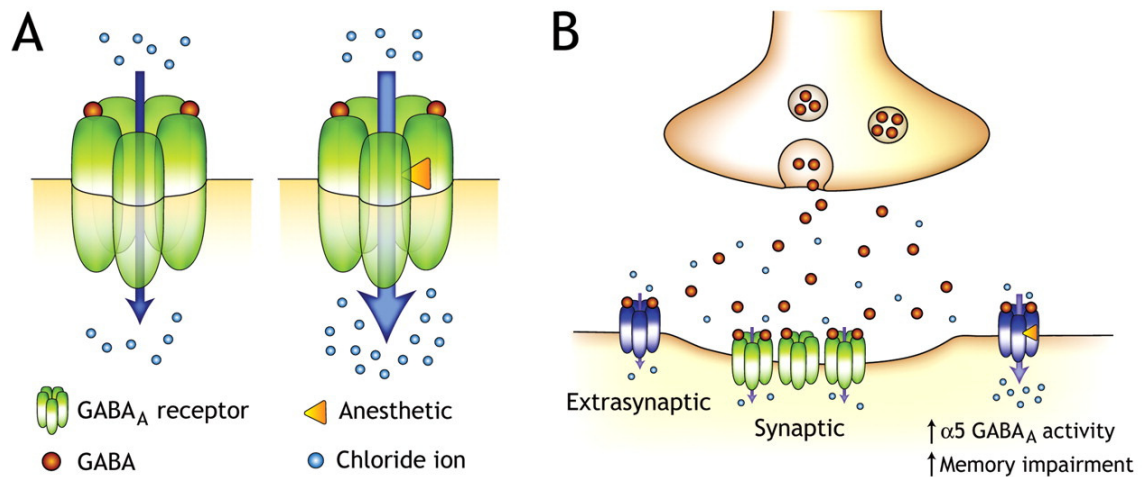 A
B
GABAA receptor
Anesthetic
GABA
Chloride ion
Extrasynaptic
Synaptic
↑ α5 GABAA activity
↑ Memory impairment